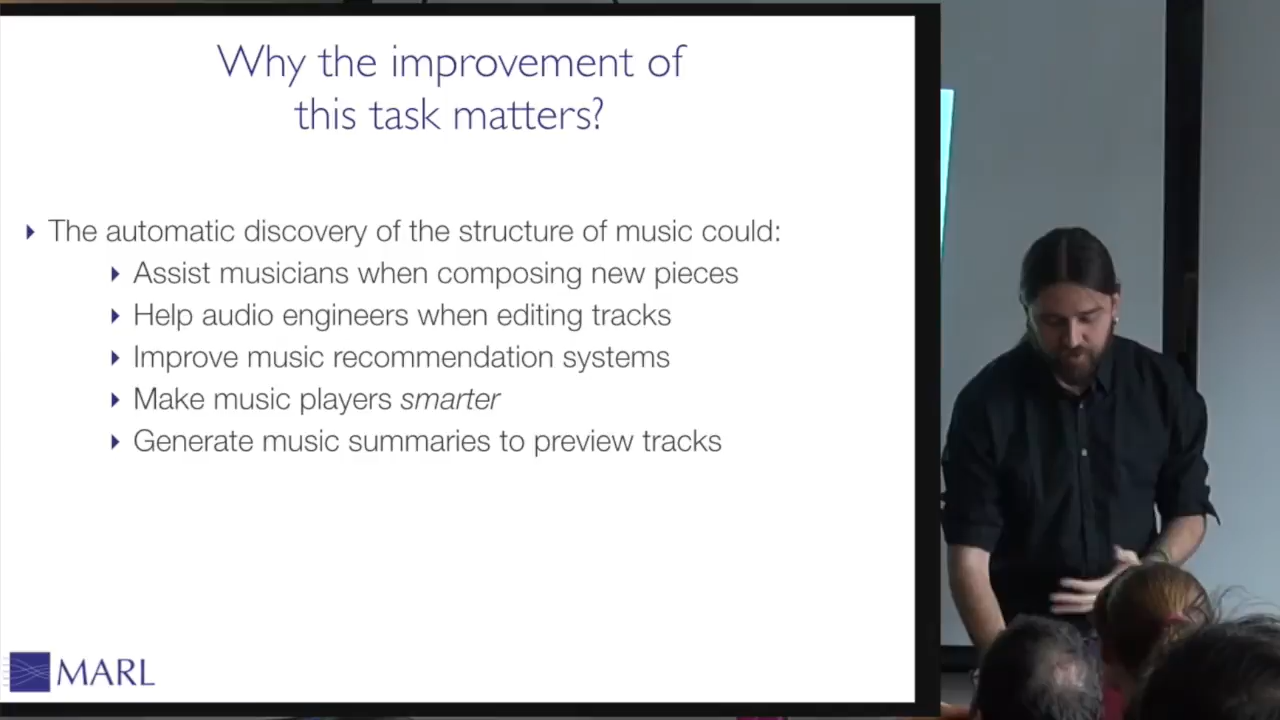 Why the improvement of
this task matters?
The automatic discovery of the structure of music could:
Assist musicians when composing new pieces
Help audio engineers when editing tracks
Improve music recommendation systems
Make music players smarter
Generate music summaries to preview tracks
MARL